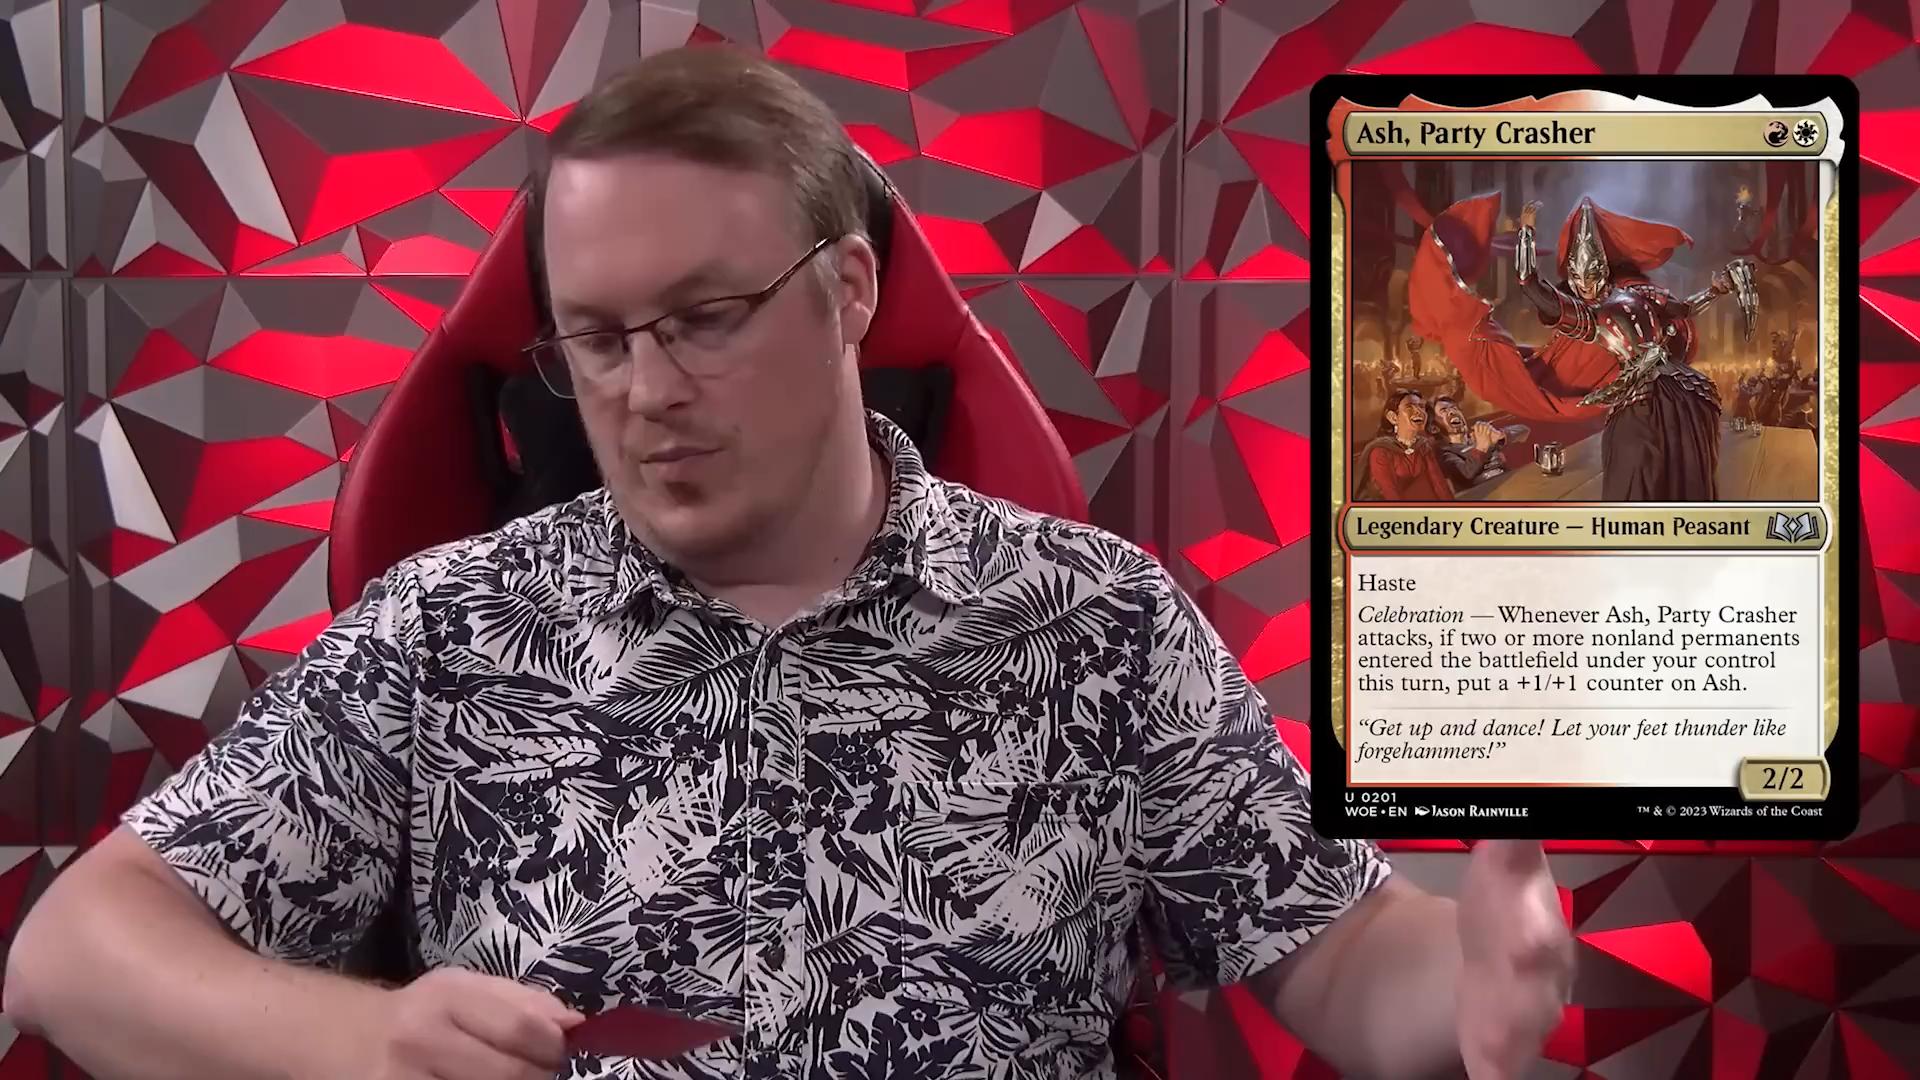 Ash, Party Crasher
Legendary Creature — Human Peasant
Haste
Celebration — Whenever Ash, Party Crasher
attacks, if two or more nonland permanents
entered the battlefield under your control
this turn, put a +1/+1 counter on Ash.
“Get up and dance! Let your feet thunder like
forgehammers!”
2/2
U 0201
WOE • EN Jason Rainville
™ & © 2023 Wizards of the Coast